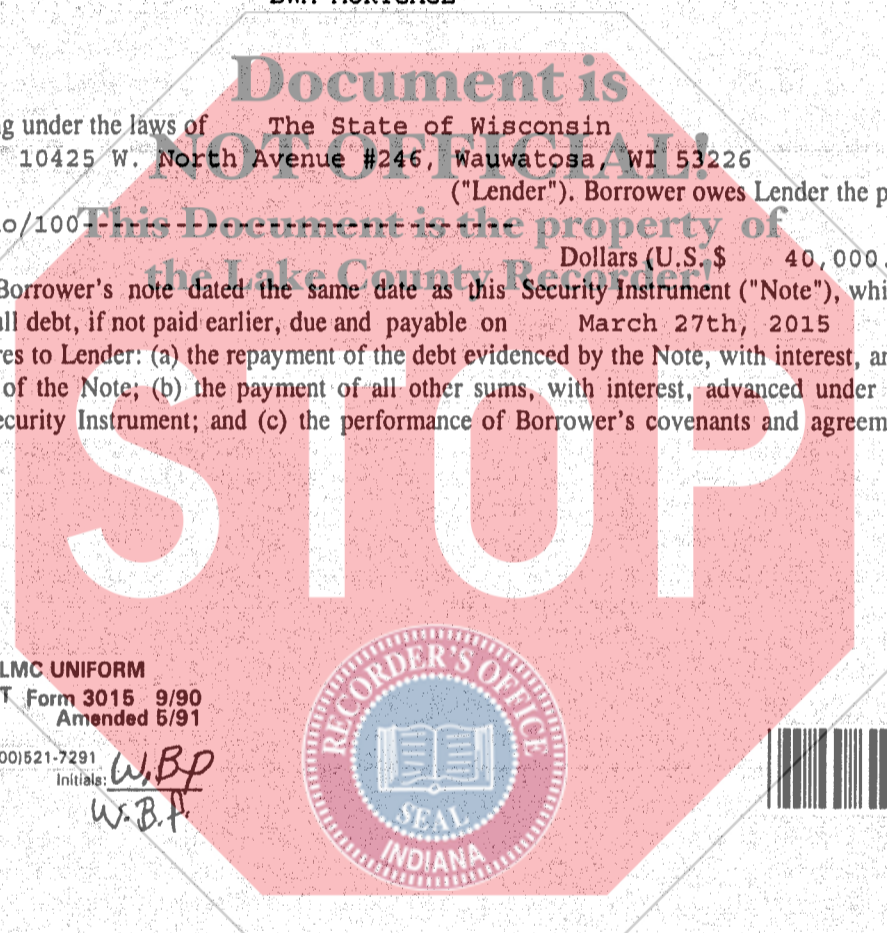 Document is
g under the laws of The State of Wisconsin
NOT OFFICIAL!
10425 W. North Avenue #246, Wauwatosa, WI 53226
("Lender"). Borrower owes Lender the p
o/100-----------------------------------
This Document is the property of
Dollars (U.S. $ 40,000.
the Lake County Recorder!
Borrower's note dated the same date as this Security Instrument ("Note"), whi
ll debt, if not paid earlier, due and payable on March 27th, 2015
res to Lender: (a) the repayment of the debt evidenced by the Note, with interest, an
of the Note; (b) the payment of all other sums, with interest, advanced under
ecurity Instrument; and (c) the performance of Borrower's covenants and agreem
STOP
LMC UNIFORM
T Form 3015 9/90
Amended 5/91
00)521-7291
Initials: W.BP
W.B.P.
RECORDER'S OFFICE
SEAL
INDIANA